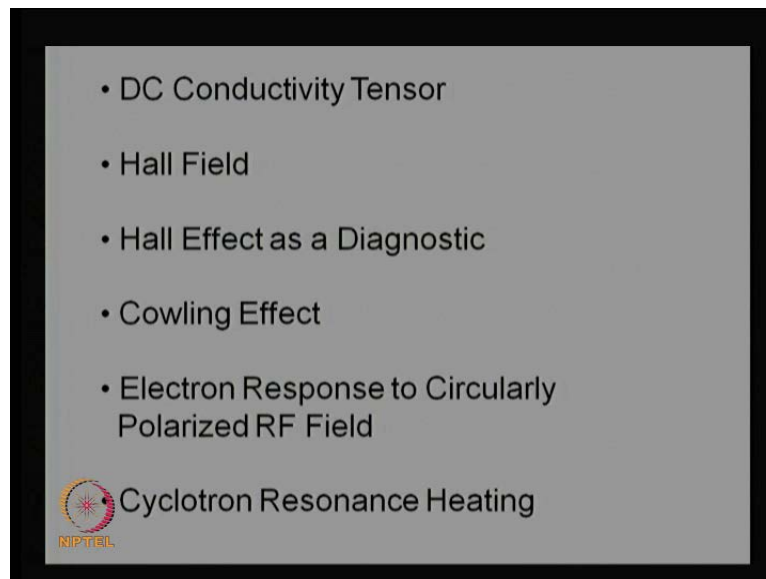 • DC Conductivity Tensor
• Hall Field
• Hall Effect as a Diagnostic
• Cowling Effect
• Electron Response to Circularly
Polarized RF Field
• Cyclotron Resonance Heating
NPTEL